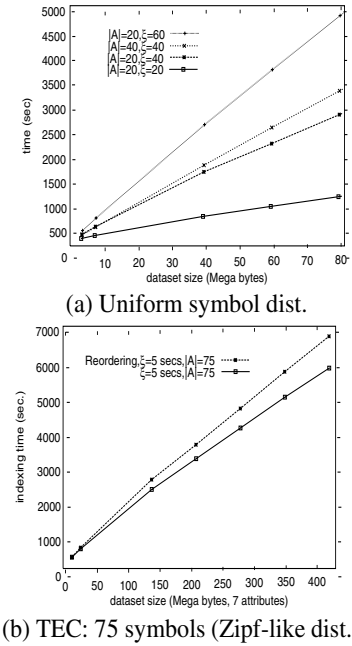 5000
4500
4000
3500
3000
2500
2000
1500
1000
500
0
time (sec)
|A|=20,ξ=60
|A|=40,ξ=40
|A|=20,ξ=40
|A|=20,ξ=20
10 20 30 40 50 60 70 80
dataset size (Mega bytes)
(a) Uniform symbol dist.
7000
6000
5000
4000
3000
2000
1000
0
indexing time (sec.)
Reordering,ξ=5 secs,|A|=75
ξ=5 secs,|A|=75
0 50 100 150 200 250 300 350 400
dataset size (Mega bytes, 7 attributes)
(b) TEC: 75 symbols (Zipf-like dist.